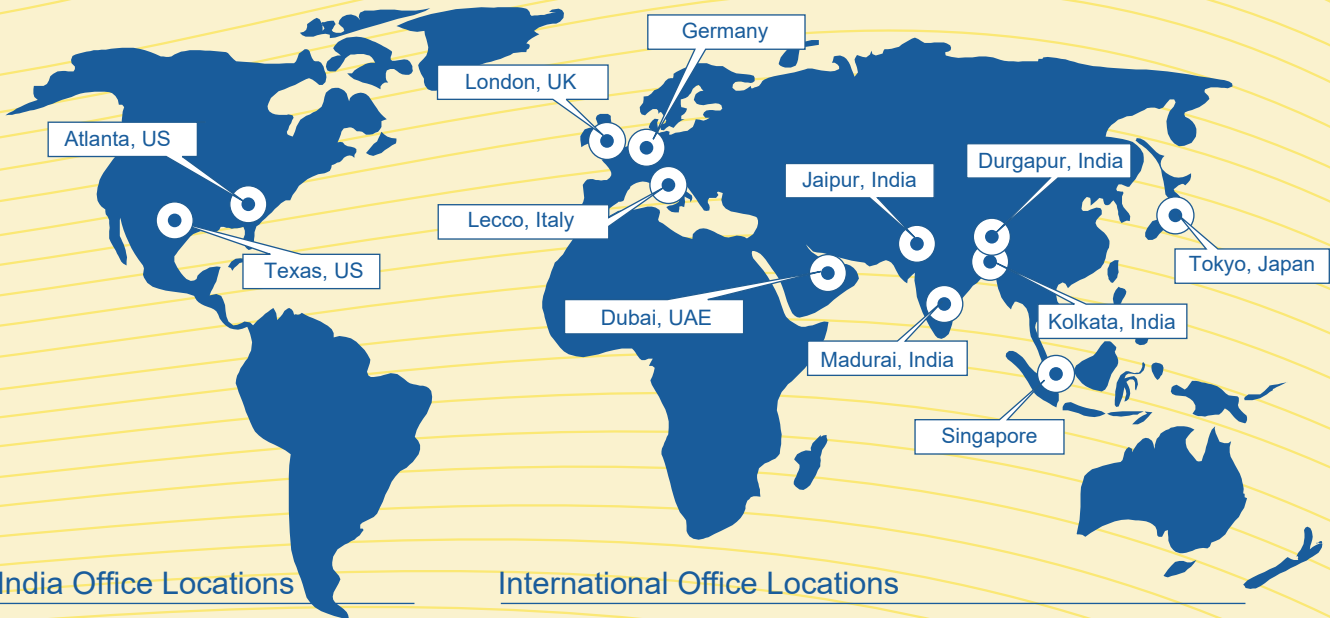 Germany
London, UK
Atlanta, US
Durgapur, India
Jaipur, India
Lecco, Italy
Texas, US
Tokyo, Japan
Dubai, UAE
Kolkata, India
Madurai, India
Singapore
India Office Locations
International Office Locations